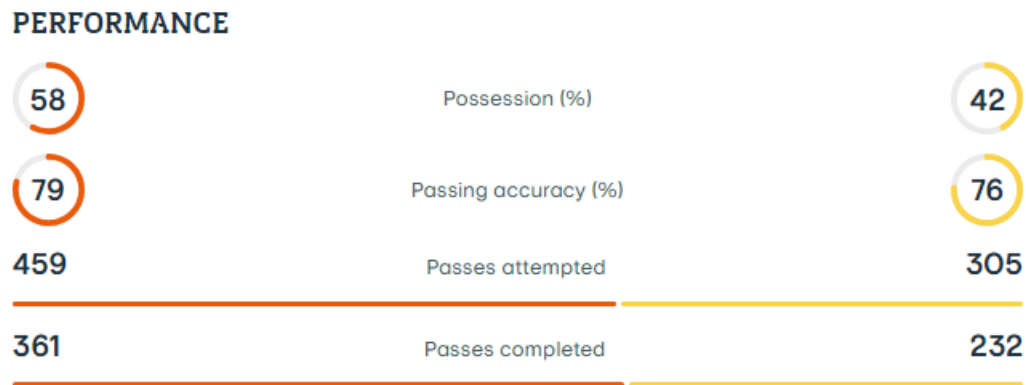 PERFORMANCE
58 Possession (%) 42
79 Passing accuracy (%) 76
459 Passes attempted 305
361 Passes completed 232